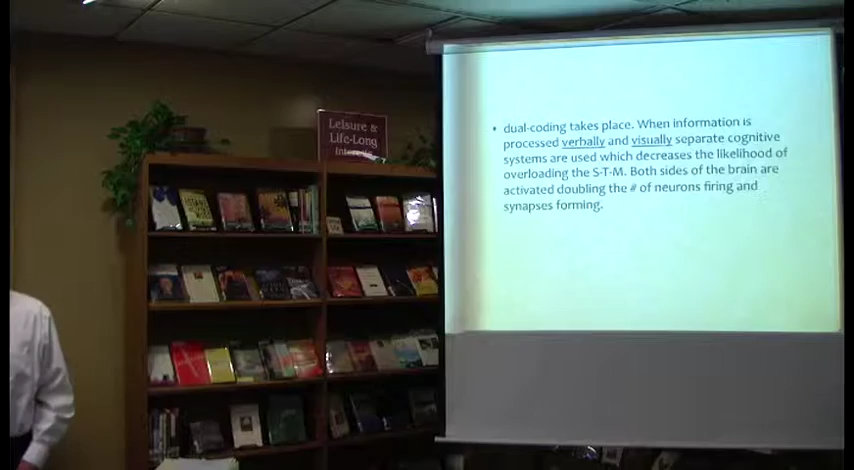 Leisure &
Life-Long
Interests
• dual-coding takes place. When information is
processed verbally and visually separate cognitive
systems are used which decreases the likelihood of
overloading the S-T-M. Both sides of the brain are
activated doubling the # of neurons firing and
synapses forming.